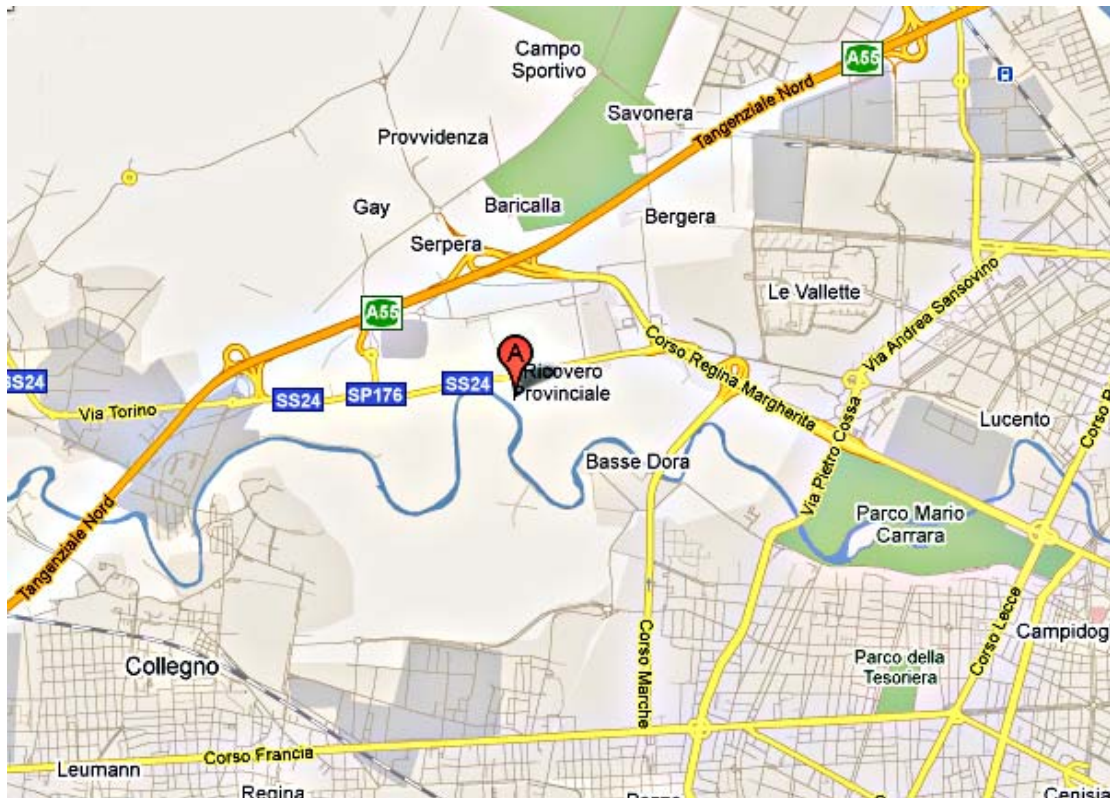 Campo
Sportivo
A55
Savonera
Tangenziale Nord
Provvidenza
Gay
Baricalla
Bergera
Serpera
Le Vallette
Via Andrea Sansovino
A55
Corso Regina Margherita
A
SS24
Via Torino
SS24
SP176
SS24
Ricovero
Provinciale
Via Pietro Cossa
Lucento
Basse Dora
Tangenziale Nord
Parco Mario
Carrara
Corso Lecce
Campidog
Collegno
Corso Marche
Parco della
Tesoriera
Corso Francia
Leumann
Regina
Cenisia